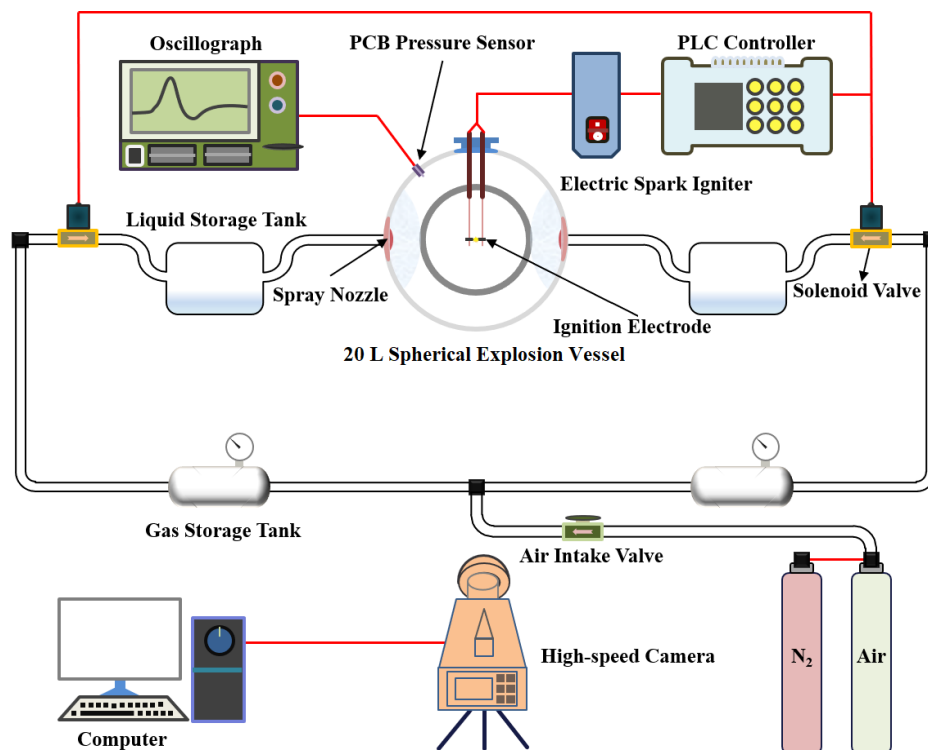 Oscillograph
PCB Pressure Sensor
PLC Controller
Electric Spark Igniter
Liquid Storage Tank
Spray Nozzle
Solenoid Valve
Ignition Electrode
20 L Spherical Explosion Vessel
Gas Storage Tank
Air Intake Valve
High-speed Camera
N₂
Air
Computer